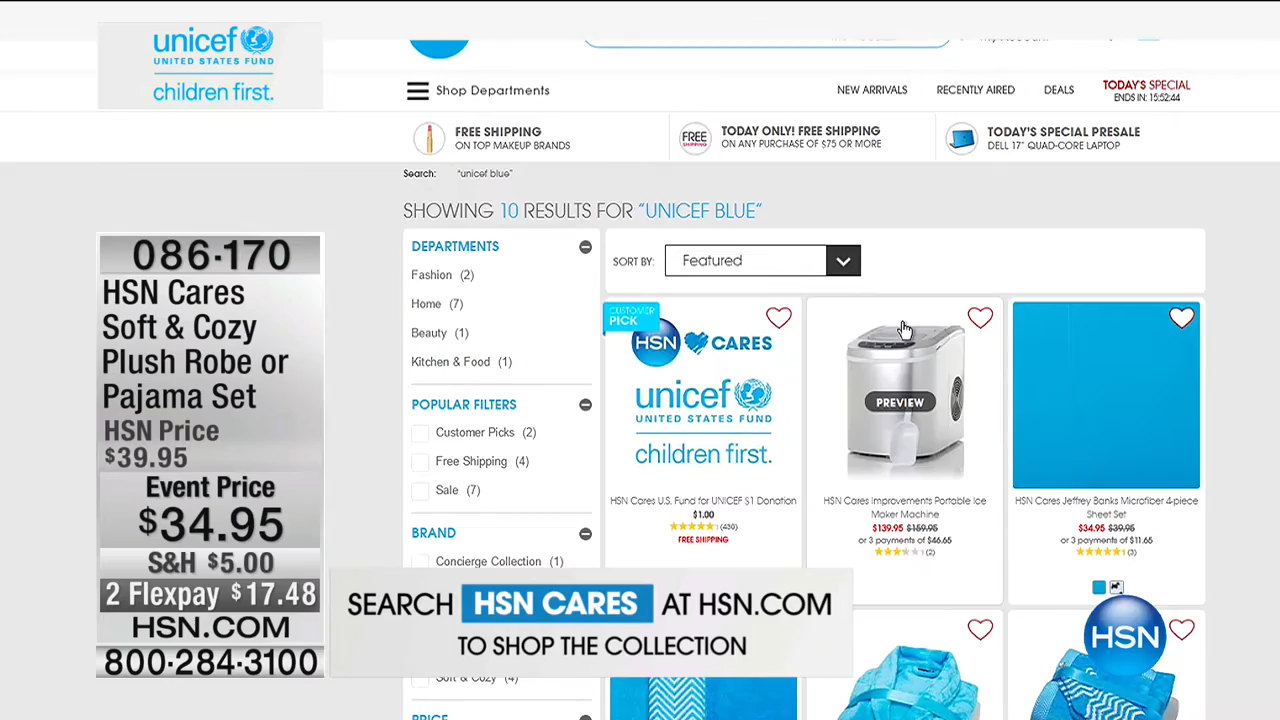 unicef
UNITED STATES FUND
children first.
Shop Departments
NEW ARRIVALS
RECENTLY AIRED
DEALS
TODAY'S SPECIAL
ENDS IN: 15:52:44
FREE SHIPPING
ON TOP MAKEUP BRANDS
FREE
SHIPPING
TODAY ONLY! FREE SHIPPING
ON ANY PURCHASE OF $75 OR MORE
TODAY'S SPECIAL PRESALE
DELL 17" QUAD-CORE LAPTOP
Search: "unicef blue"
SHOWING 10 RESULTS FOR "UNICEF BLUE"
086-170
HSN Cares
Soft & Cozy
Plush Robe or
Pajama Set
HSN Price
$39.95
Event Price
$34.95
S&H $5.00
2 Flexpay $17.48
HSN.COM
800-284-3100
DEPARTMENTS
Fashion (2)
Home (7)
Beauty (1)
Kitchen & Food (1)
POPULAR FILTERS
Customer Picks (2)
Free Shipping (4)
Sale (7)
BRAND
Concierge Collection (1)
Soft & Cozy (4)
PRICE
SORT BY: Featured
CUSTOMER
PICK
HSN CARES
unicef
UNITED STATES FUND
children first.
HSN Cares U.S. Fund for UNICEF $1 Donation
$1.00
(430)
FREE SHIPPING
PREVIEW
HSN Cares Improvements Portable Ice
Maker Machine
$139.95 $159.95
or 3 payments of $46.65
(2)
HSN Cares Jeffrey Banks Microfiber 4-piece
Sheet Set
$34.95 $39.95
or 3 payments of $11.65
(3)
SEARCH HSN CARES AT HSN.COM
TO SHOP THE COLLECTION
HSN